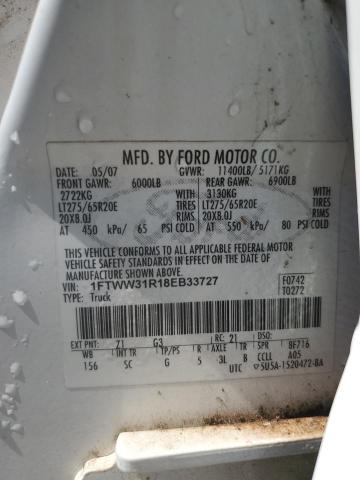 MFD. BY FORD MOTOR CO.
DATE: 05/07 GVWR: 11400LB/ 5171KG
FRONT GAWR: 6000LB REAR GAWR: 6900LB
2722KG 3130KG
LT275/65R20E TIRES LT275/65R20E TIRES
20X8.0J RIMS 20X8.0J RIMS
AT 450 kPa/ 65 PSI COLD AT 550 kPa/ 80 PSI COLD
THIS VEHICLE CONFORMS TO ALL APPLICABLE FEDERAL MOTOR
VEHICLE SAFETY STANDARDS IN EFFECT ON THE DATE OF
MANUFACTURE SHOWN ABOVE.
VEHICLE IDENTIFICATION NO:
1FTWW31R18EB33727
TYPE: Truck F0742
T0272
EXT PNT: Z1 G3 RC: 21 DSO:
WB INT TR TP/PS R AXLE TR SPR BF716
156 SC G 5 3L B CCLL A05
UTC 5U5A-1520472-BA